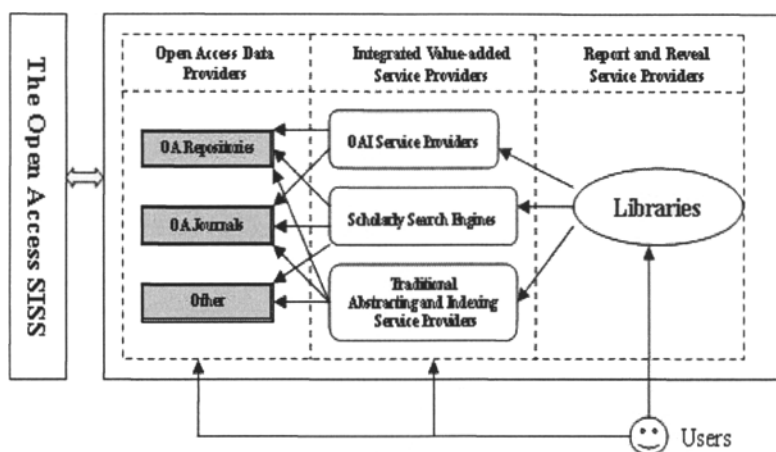 The Open Access SISS
Open Access Data
Providers
Integrated Value-added
Service Providers
Report and Reveal
Service Providers
OA Repositories
OA Journals
Other
OAI Service Providers
Scholarly Search Engines
Traditional
Abstracting and Indexing
Service Providers
Libraries
Users